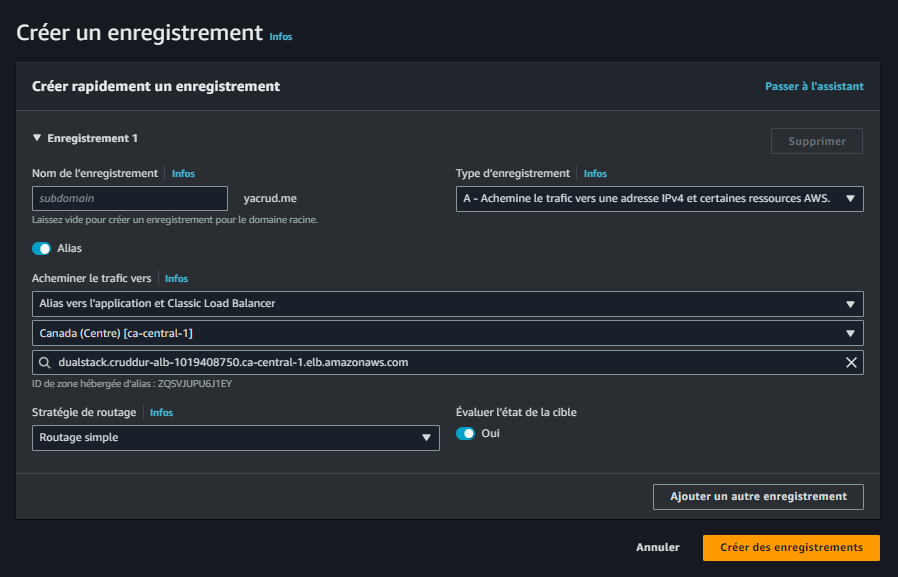 Créer un enregistrement Infos
Créer rapidement un enregistrement Passer à l'assistant
▼ Enregistrement 1 Supprimer
Nom de l'enregistrement Infos Type d'enregistrement Infos
subdomain yacrud.me A - Achemine le trafic vers une adresse IPv4 et certaines ressources AWS.
Laissez vide pour créer un enregistrement pour le domaine racine.
Alias
Acheminer le trafic vers Infos
Alias vers l'application et Classic Load Balancer
Canada (Centre) [ca-central-1]
dualstack.cruddur-alb-1019408750.ca-central-1.elb.amazonaws.com
ID de zone hébergée d'alias : ZQSVJUPU6J1EY
Stratégie de routage Infos Évaluer l'état de la cible
Routage simple Oui
Ajouter un autre enregistrement
Annuler Créer des enregistrements